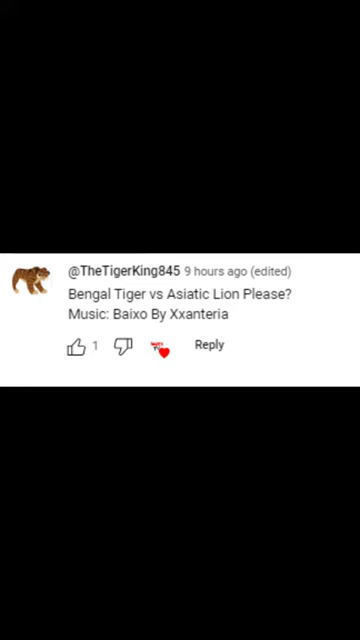 @TheTigerKing845 9 hours ago (edited)
Bengal Tiger vs Asiatic Lion Please?
Music: Baixo By Xxanteria
1 Reply